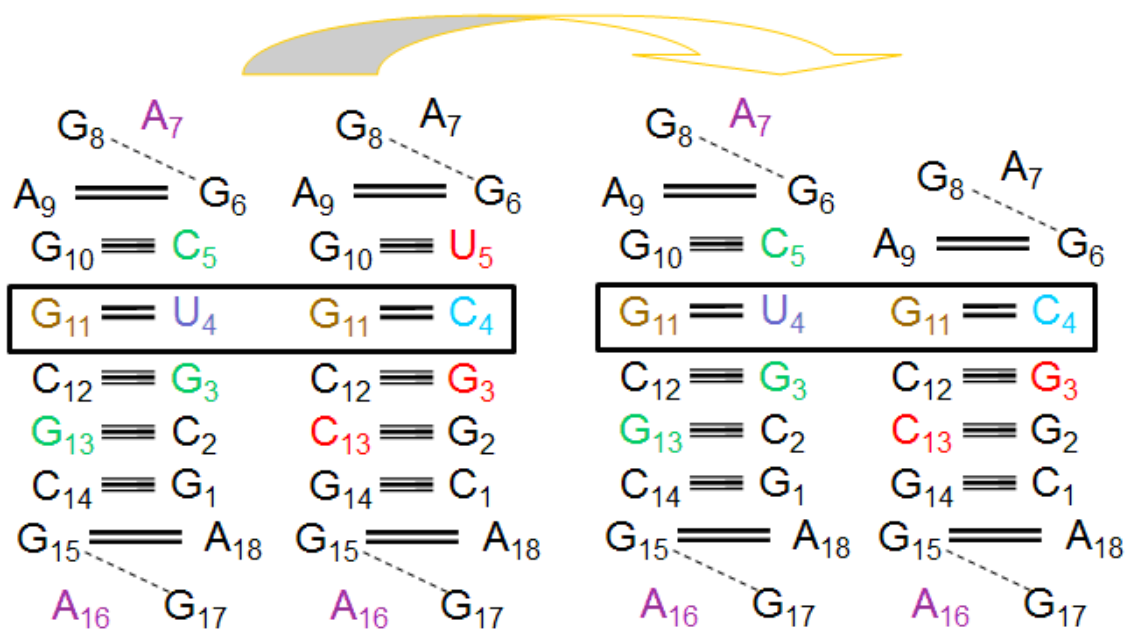 G8 A7 G8 A7 G8 A7
A9 G6 A9 G6 A9 G6 G8 A7
G10 C5 G10 U5 G10 C5 A9 G6
G11 U4 G11 C4 G11 U4 G11 C4
C12 G3 C12 G3 C12 G3 C12 G3
G13 C2 C13 G2 G13 C2 C13 G2
C14 G1 G14 C1 C14 G1 G14 C1
G15 A18 G15 A18 G15 A18 G15 A18
A16 G17 A16 G17 A16 G17 A16 G17